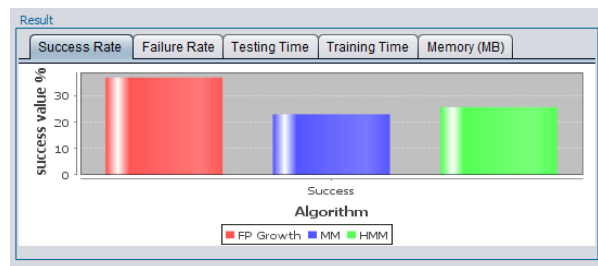 Result
Success Rate Failure Rate Testing Time Training Time Memory (MB)
success value %
30
20
10
0
Success
Algorithm
FP Growth MM HMM